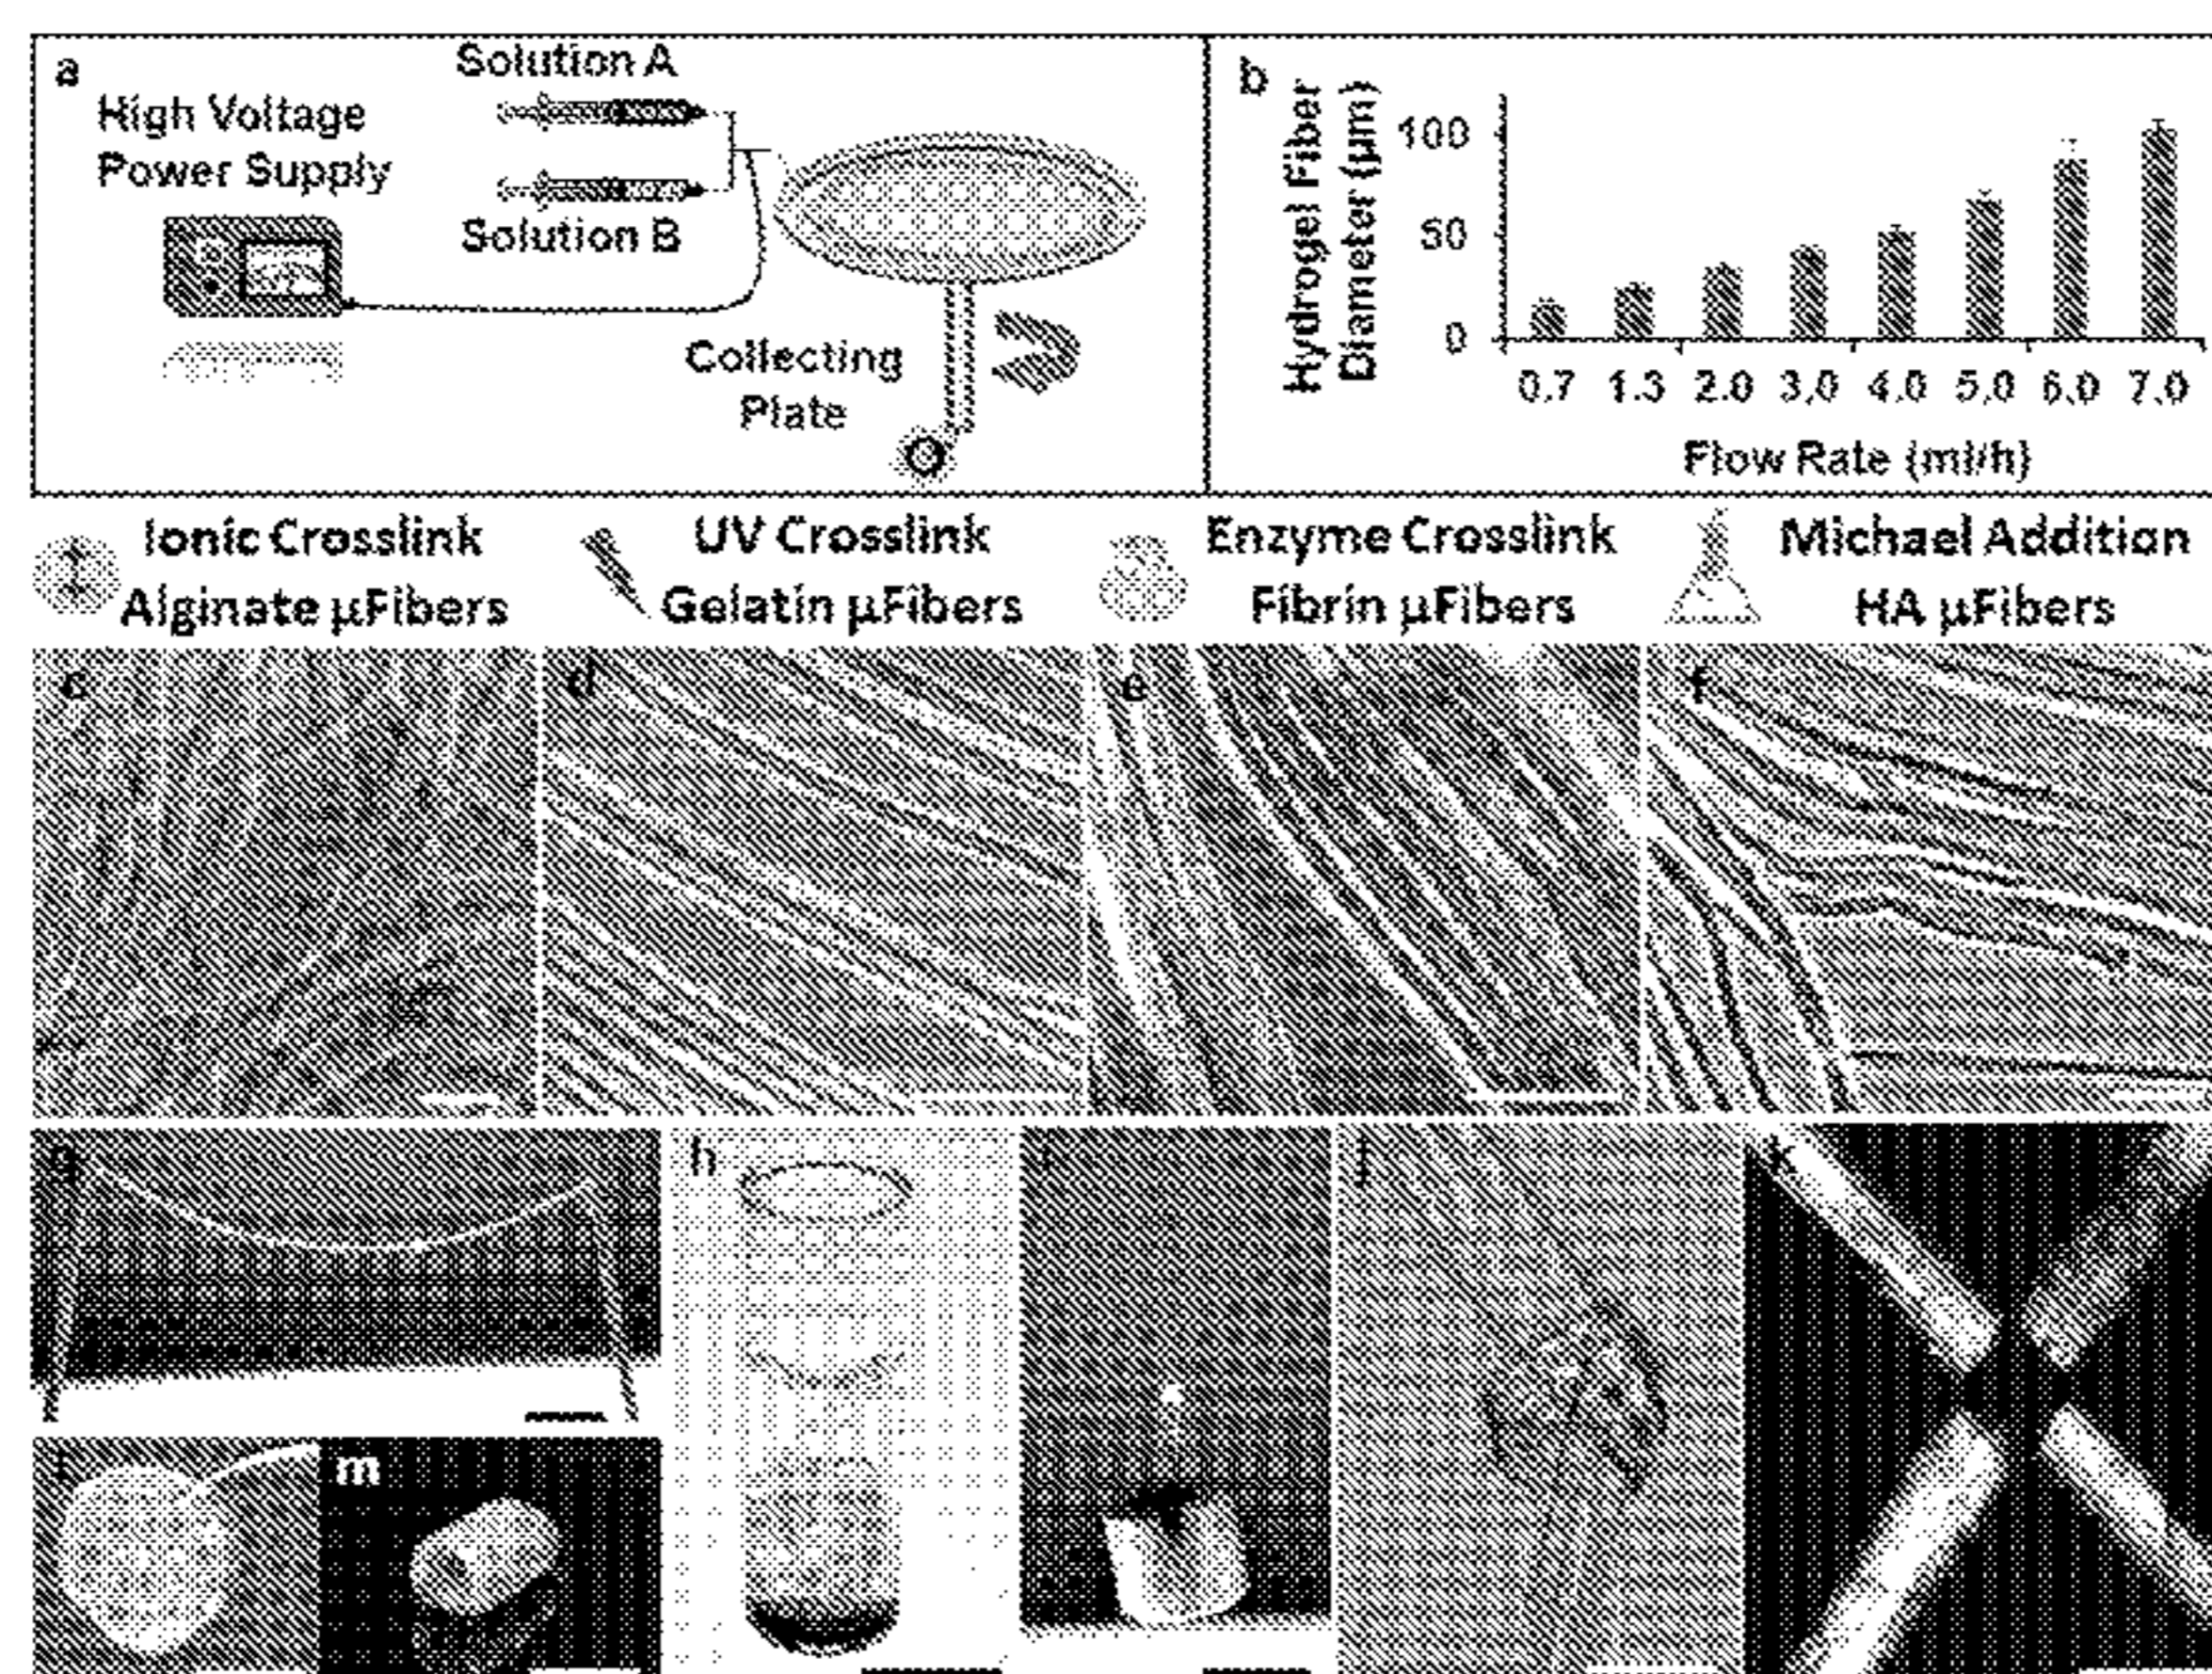 a
Solution A
High Voltage
Power Supply
Solution B
Collecting
Plate
b
Hydrogel Fiber
Diameter (µm)
100
50
0
0.7 1.3 2.0 3.0 4.0 5.0 6.0 7.0
Flow Rate (ml/h)
Ionic Crosslink
Alginate µFibers
UV Crosslink
Gelatin µFibers
Enzyme Crosslink
Fibrin µFibers
Michael Addition
HA µFibers
c
d
e
f
g
h
i
j
k
l
m